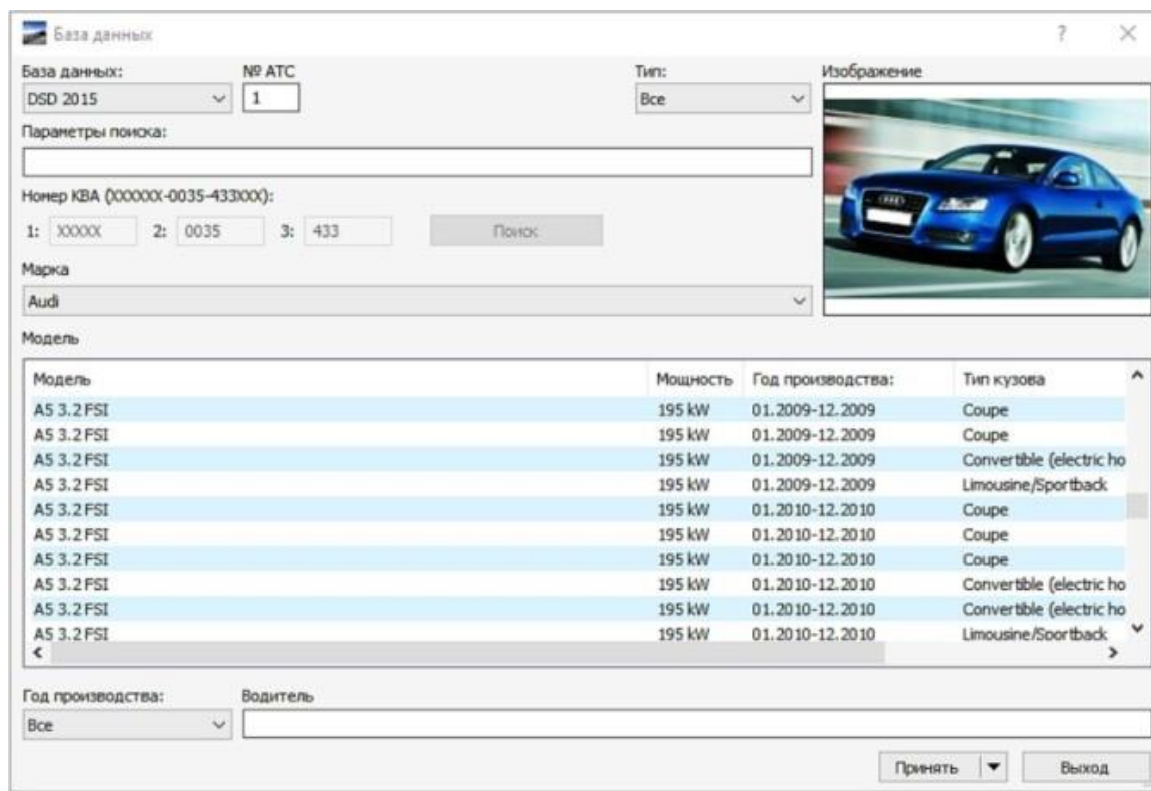 База данных
База данных: № АТС Тип: Изображение
DSD 2015 1 Все
Параметры поиска:
Номер КВА (XXXXXX-0035-433XXX):
1: XXXXX 2: 0035 3: 433 Поиск
Марка
Audi
Модель
Модель Мощность Год производства: Тип кузова
A5 3.2 FSI 195 kW 01.2009-12.2009 Coupe
A5 3.2 FSI 195 kW 01.2009-12.2009 Coupe
A5 3.2 FSI 195 kW 01.2009-12.2009 Convertible (electric ho
A5 3.2 FSI 195 kW 01.2009-12.2009 Limousine/Sportback
A5 3.2 FSI 195 kW 01.2010-12.2010 Coupe
A5 3.2 FSI 195 kW 01.2010-12.2010 Coupe
A5 3.2 FSI 195 kW 01.2010-12.2010 Coupe
A5 3.2 FSI 195 kW 01.2010-12.2010 Convertible (electric ho
A5 3.2 FSI 195 kW 01.2010-12.2010 Convertible (electric ho
A5 3.2 FSI 195 kW 01.2010-12.2010 Limousine/Sportback
Год производства: Водитель
Все
Принять Выход